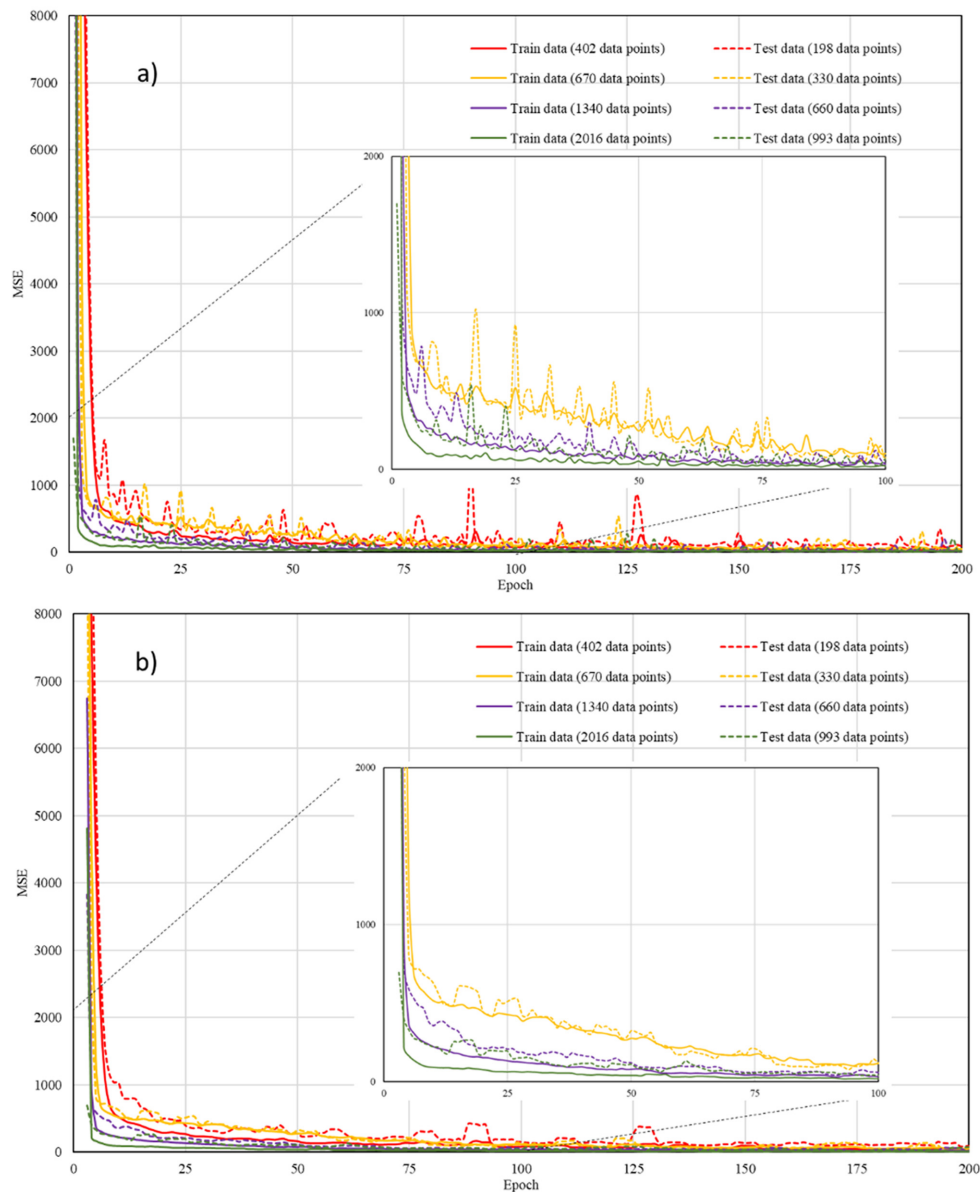 a)
8000
7000
6000
5000
4000
3000
2000
1000
0
MSE
Train data (402 data points)
Test data (198 data points)
Train data (670 data points)
Test data (330 data points)
Train data (1340 data points)
Test data (660 data points)
Train data (2016 data points)
Test data (993 data points)
2000
1000
0
0 25 50 75 100
0 25 50 75 100 125 150 175 200
Epoch
b)
8000
7000
6000
5000
4000
3000
2000
1000
0
MSE
Train data (402 data points)
Test data (198 data points)
Train data (670 data points)
Test data (330 data points)
Train data (1340 data points)
Test data (660 data points)
Train data (2016 data points)
Test data (993 data points)
2000
1000
0
0 25 50 75 100
0 25 50 75 100 125 150 175 200
Epoch